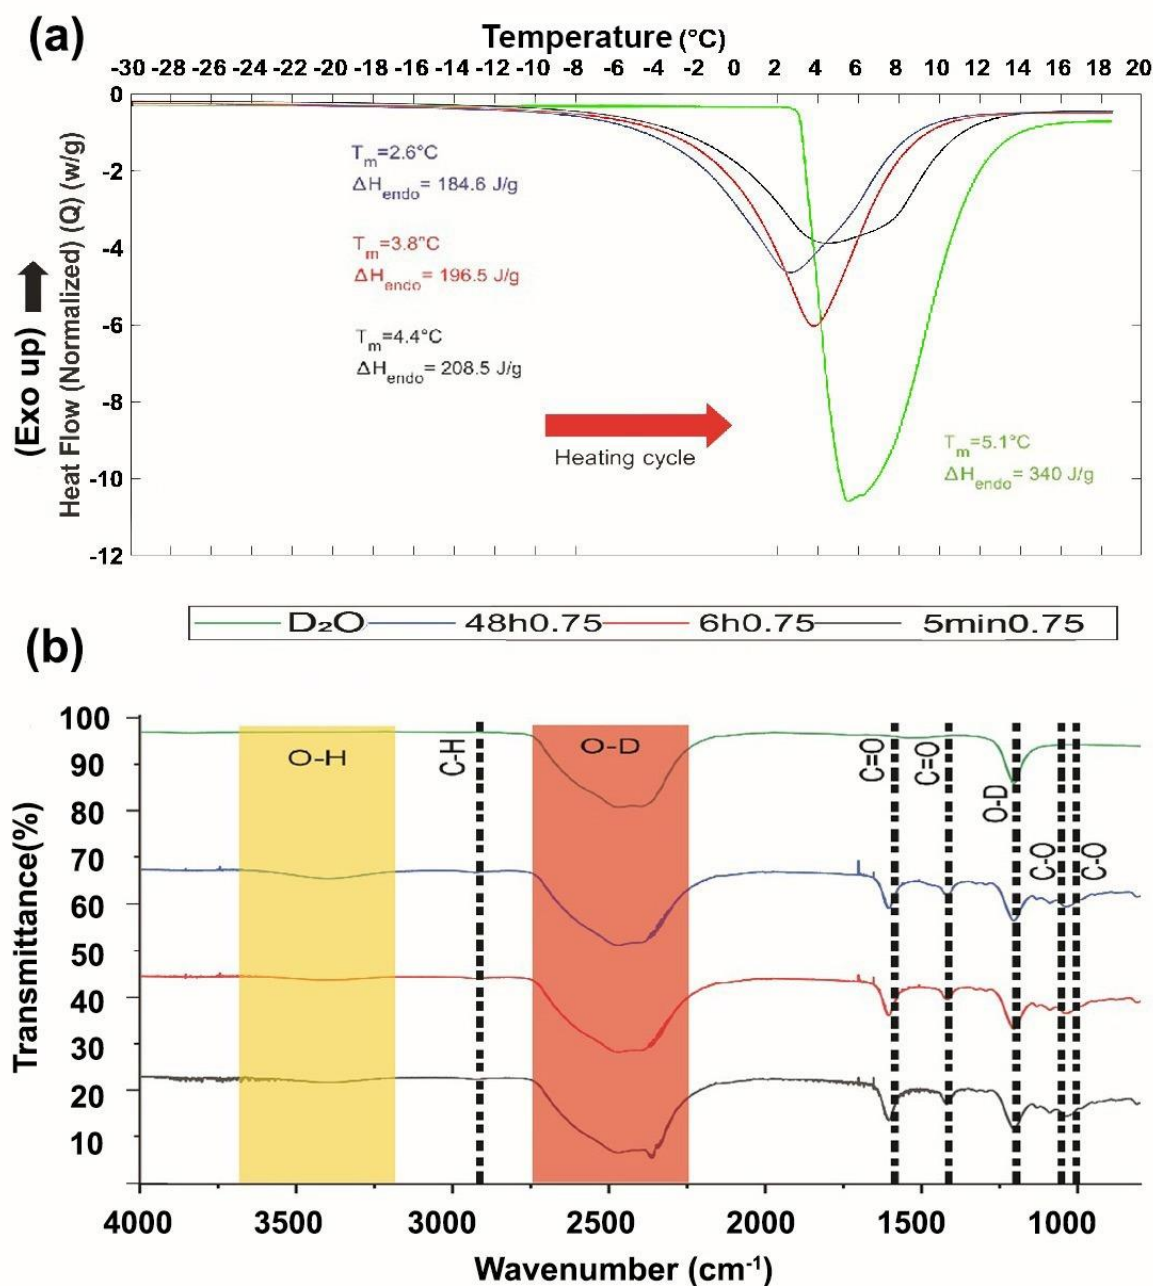 (a)
Temperature (°C)
-30 -28 -26 -24 -22 -20 -18 -16 -14 -12 -10 -8 -6 -4 -2 0 2 4 6 8 10 12 14 16 18 20
0
-2
-4
-6
-8
-10
-12
(Exo up)
Heat Flow (Normalized) (Q) (w/g)
Tm=2.6°C
ΔHendo= 184.6 J/g
Tm=3.8°C
ΔHendo= 196.5 J/g
Tm=4.4°C
ΔHendo= 208.5 J/g
Heating cycle
Tm=5.1°C
ΔHendo= 340 J/g
D₂O 48h0.75 6h0.75 5min0.75
(b)
Transmittance(%)
100
90
80
70
60
50
40
30
20
10
O-H
C-H
O-D
C=O
C=O
O-D
C-O
C-O
4000 3500 3000 2500 2000 1500 1000
Wavenumber (cm⁻¹)